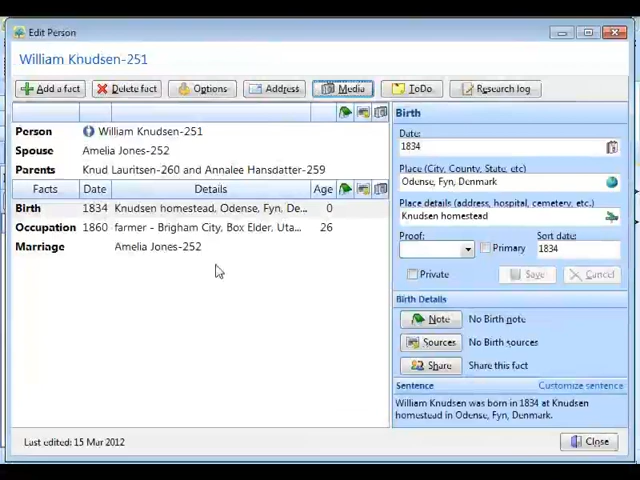 Edit Person
William Knudsen-251
Add a fact
Delete fact
Options
Address
Media
ToDo
Research log
Person William Knudsen-251
Spouse Amelia Jones-252
Parents Knud Lauritsen-260 and Annalee Hansdatter-259
Facts Date Details Age
Birth 1834 Knudsen homestead, Odense, Fyn, De... 0
Occupation 1860 farmer - Brigham City, Box Elder, Uta... 26
Marriage Amelia Jones-252
Last edited: 15 Mar 2012
Birth
Date:
1834
Place (City, County, State, etc)
Odense, Fyn, Denmark
Place details (address, hospital, cemetery, etc.)
Knudsen homestead
Proof:
Primary
Sort date:
1834
Private
Save
Cancel
Birth Details
Note No Birth note
Sources No Birth sources
Share Share this fact
Sentence Customize sentence
William Knudsen was born in 1834 at Knudsen
homestead in Odense, Fyn, Denmark.
Close